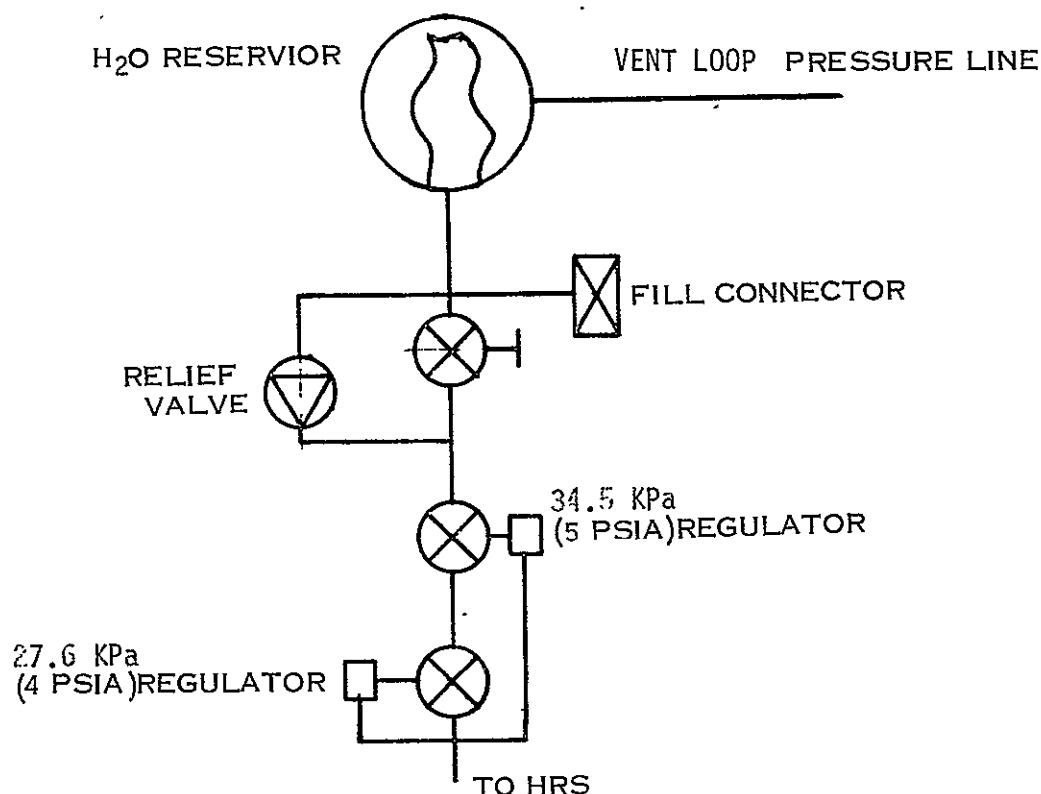 H₂O RESERVIOR
VENT LOOP PRESSURE LINE
FILL CONNECTOR
RELIEF
VALVE
34.5 KPa
(5 PSIA) REGULATOR
27.6 KPa
(4 PSIA) REGULATOR
TO HRS